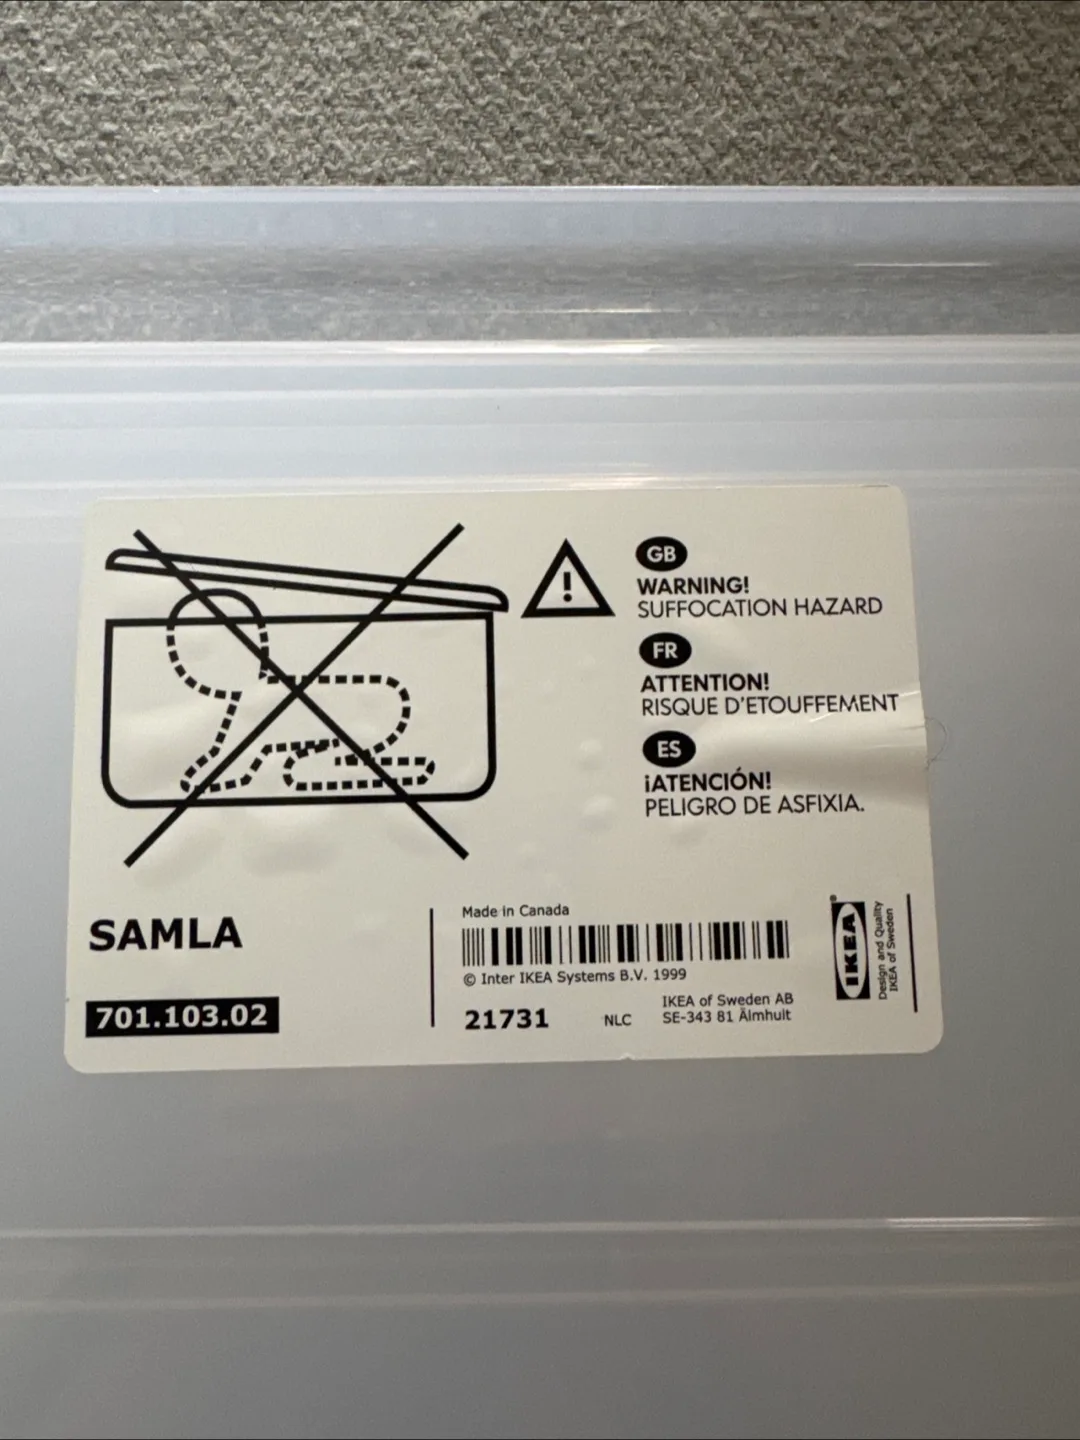 GB
WARNING!
SUFFOCATION HAZARD
FR
ATTENTION!
RISQUE D'ETOUFFEMENT
ES
¡ATENCIÓN!
PELIGRO DE ASFIXIA.
SAMLA
701.103.02
Made in Canada
© Inter IKEA Systems B.V. 1999
21731
NLC
IKEA of Sweden AB
SE-343 81 Älmhult
IKEA®
Design and Quality
IKEA of Sweden